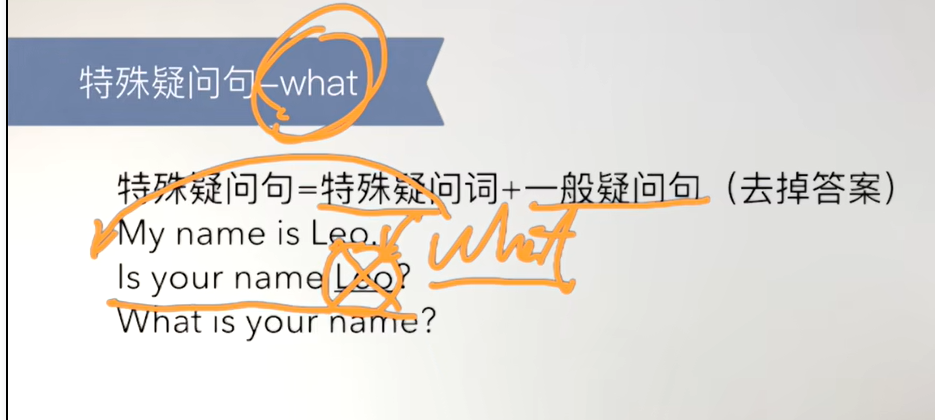 特殊疑问句–what
特殊疑问句=特殊疑问词+一般疑问句（去掉答案）
My name is Leo.
what
Is your name Leo?
What is your name?